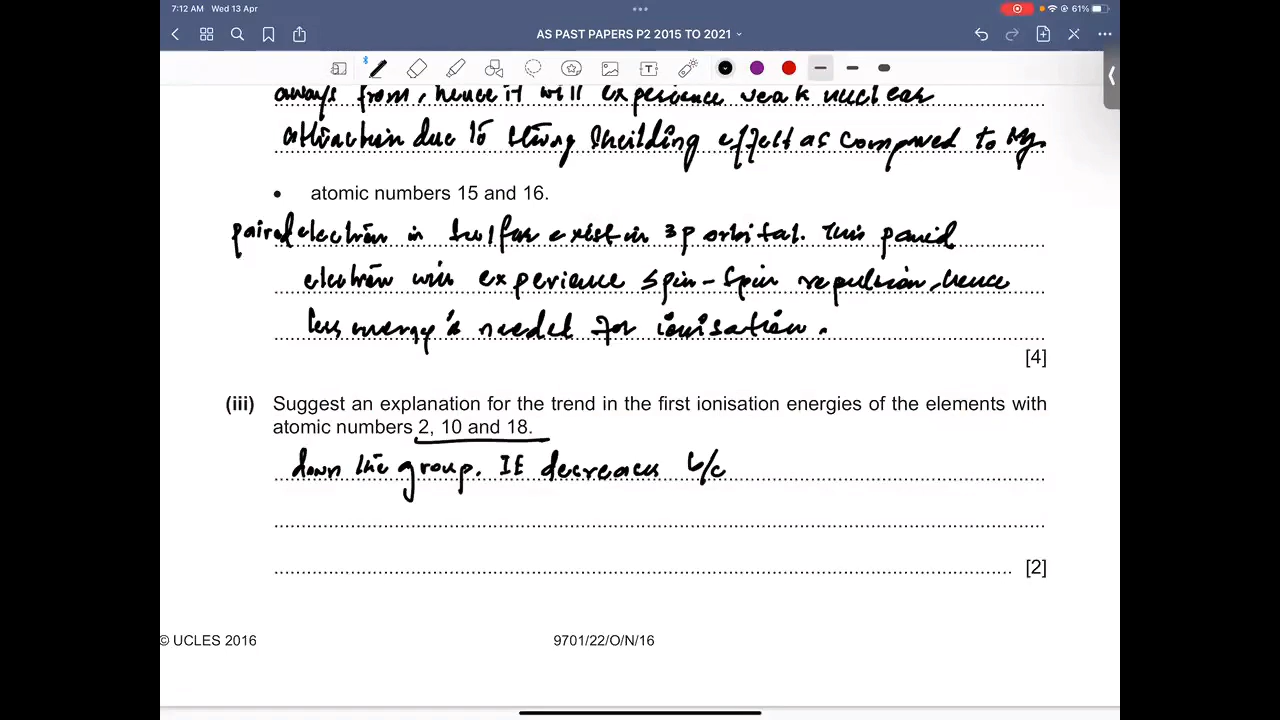 7:12 AM Wed 13 Apr
61%
AS PAST PAPERS P2 2015 TO 2021
aways from, hence it will experience weak nuclear
attraction due to strong sheilding effect as compared to Mg.
• atomic numbers 15 and 16.
paired electron in sulfur exist in 3p orbital. This paired
electron will experience spin-spin repulsion, hence
less energy is needed for ionisation.
[4]
(iii) Suggest an explanation for the trend in the first ionisation energies of the elements with
atomic numbers 2, 10 and 18.
down the group. IE decreases b/c
[2]
© UCLES 2016
9701/22/O/N/16